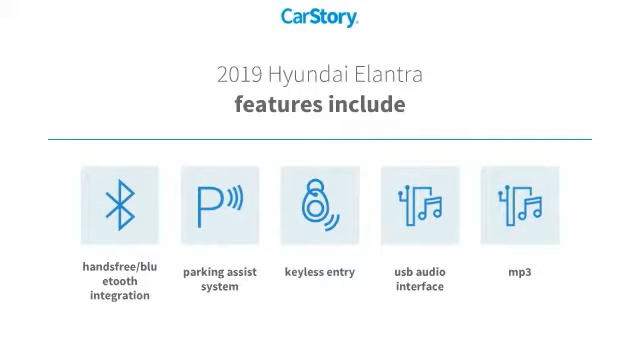 CarStory
2019 Hyundai Elantra
features include
P
handsfree/blu
etooth
integration
parking assist
system
keyless entry
usb audio
interface
mp3